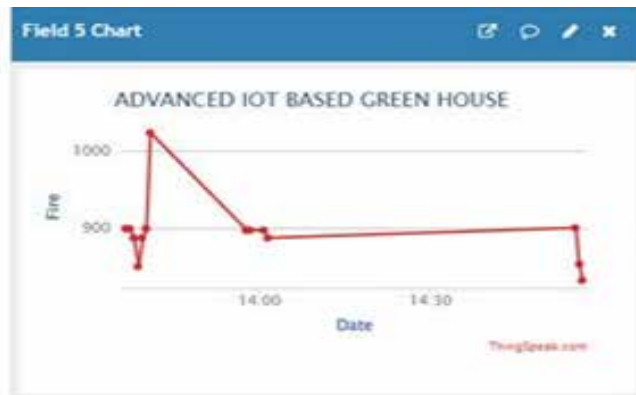 Field 5 Chart
ADVANCED IOT BASED GREEN HOUSE
1000
Fire
900
14:00 14:30
Date
ThingSpeak.com